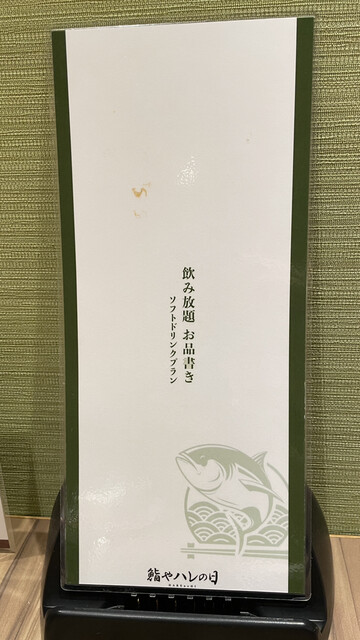 飲み放題 お品書き
ソフトドリンクプラン
鮨やハレの日